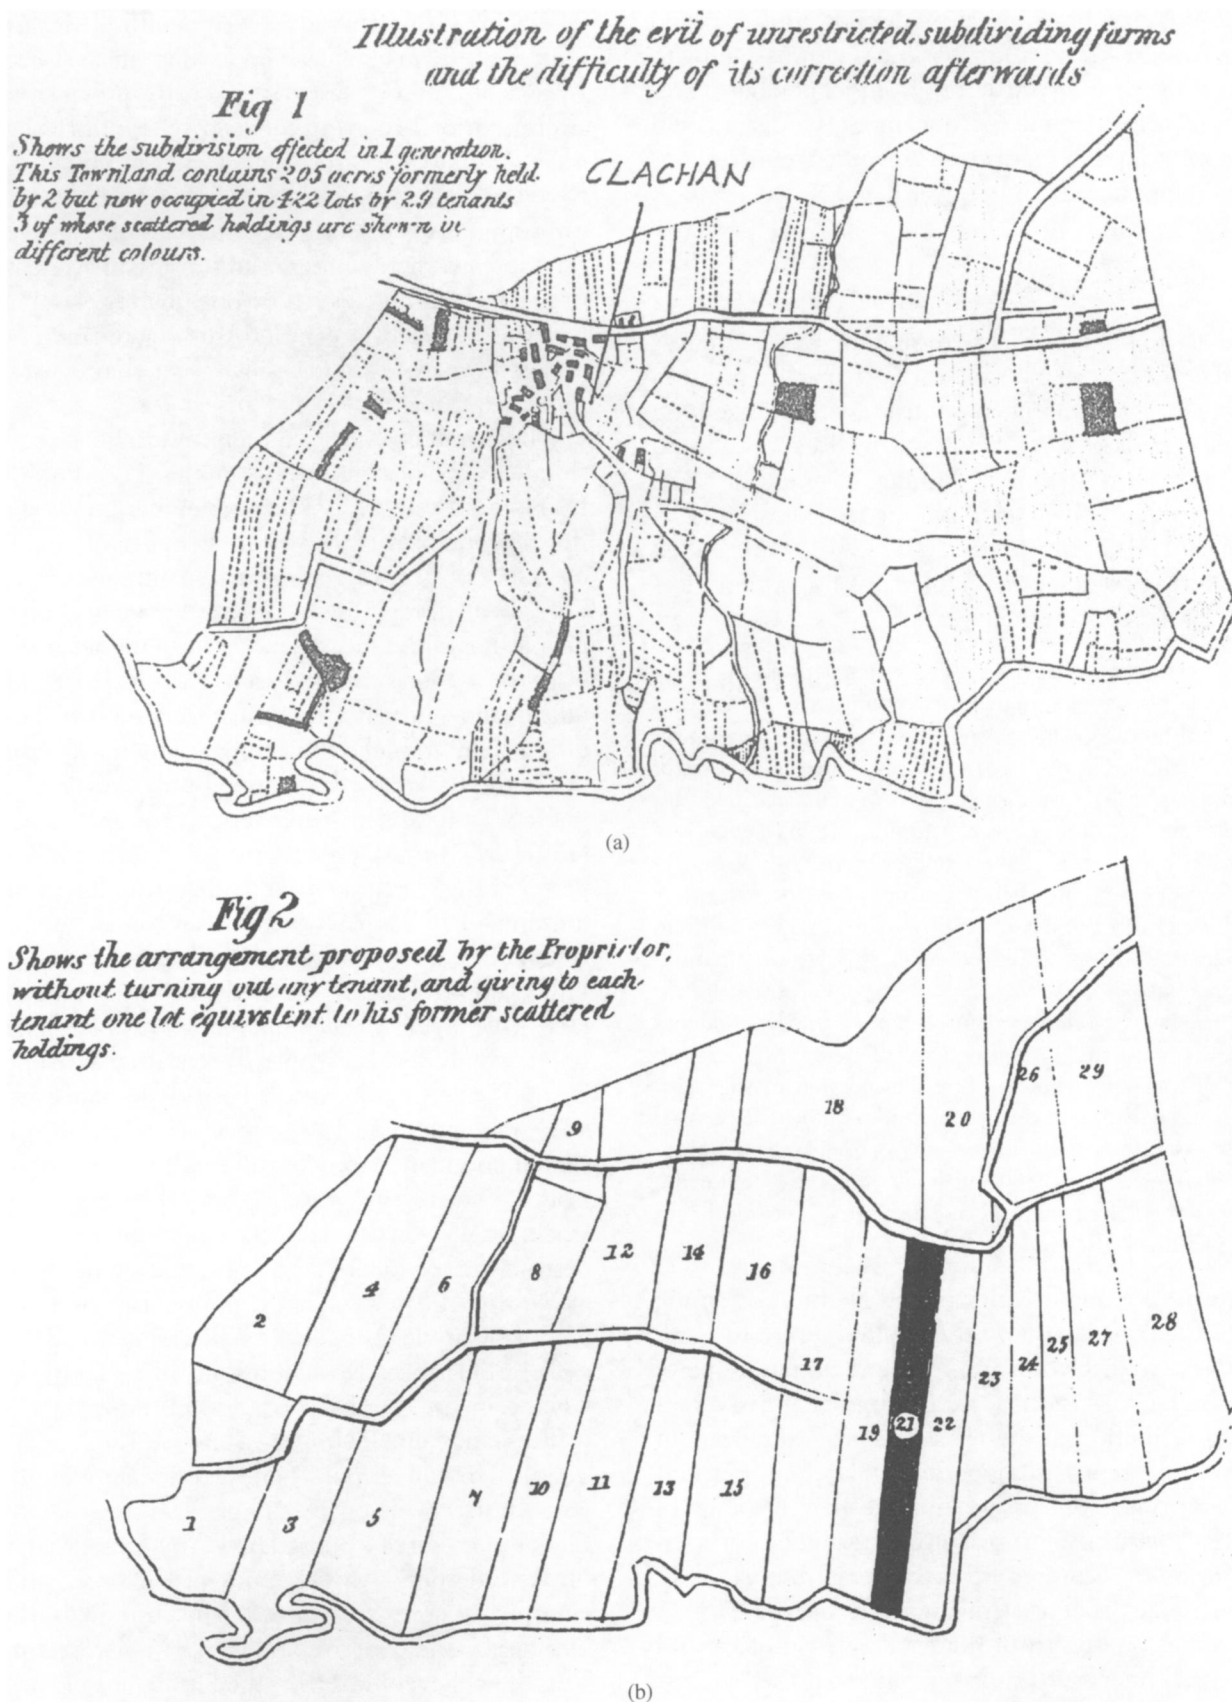 Illustration of the evil of unrestricted subdividing farms
and the difficulty of its correction afterwards
Fig 1
Shows the subdivision effected in 1 generation.
This Townland contains 205 acres formerly held
by 2 but now occupied in 422 lots by 29 tenants
3 of whose scattered holdings are shewn in
different colours.
CLACHAN
(a)
Fig 2
Shows the arrangement proposed by the Proprietor,
without turning out any tenant, and giving to each
tenant one lot equivalent to his former scattered
holdings.
26 29
18
20
9
12 14
16
8
6
4
2
28
27
25
24
23
17
22
21
19
15
13
11
10
7
5
3
1
(b)